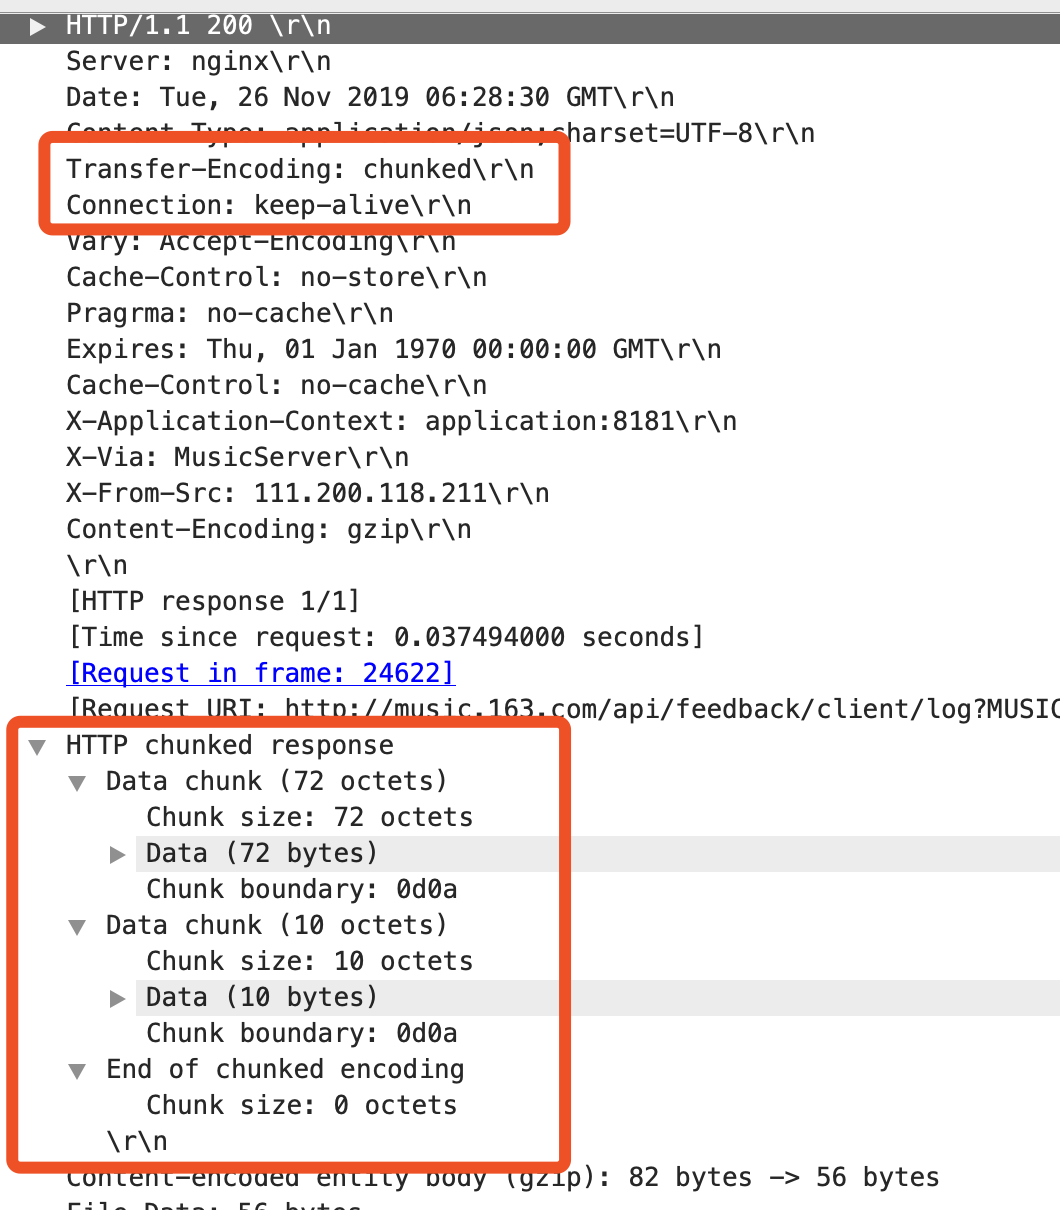 HTTP/1.1 200 \r\n
Server: nginx\r\n
Date: Tue, 26 Nov 2019 06:28:30 GMT\r\n
Content-Type: application/json;charset=UTF-8\r\n
Transfer-Encoding: chunked\r\n
Connection: keep-alive\r\n
Vary: Accept-Encoding\r\n
Cache-Control: no-store\r\n
Pragrma: no-cache\r\n
Expires: Thu, 01 Jan 1970 00:00:00 GMT\r\n
Cache-Control: no-cache\r\n
X-Application-Context: application:8181\r\n
X-Via: MusicServer\r\n
X-From-Src: 111.200.118.211\r\n
Content-Encoding: gzip\r\n
\r\n
[HTTP response 1/1]
[Time since request: 0.037494000 seconds]
[Request in frame: 24622]
[Request URI: http://music.163.com/api/feedback/client/log?MUSIC
HTTP chunked response
Data chunk (72 octets)
Chunk size: 72 octets
Data (72 bytes)
Chunk boundary: 0d0a
Data chunk (10 octets)
Chunk size: 10 octets
Data (10 bytes)
Chunk boundary: 0d0a
End of chunked encoding
Chunk size: 0 octets
\r\n
Content-encoded entity body (gzip): 82 bytes -> 56 bytes
File Data: 56 bytes